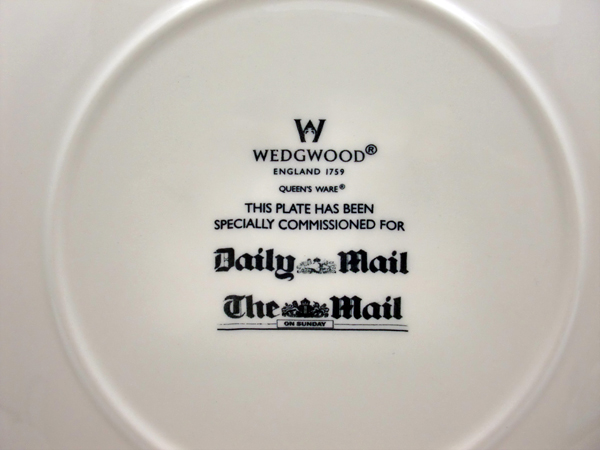 W
WEDGWOOD®
ENGLAND 1759
QUEEN'S WARE®
THIS PLATE HAS BEEN
SPECIALLY COMMISSIONED FOR
Daily Mail
The Mail
ON SUNDAY